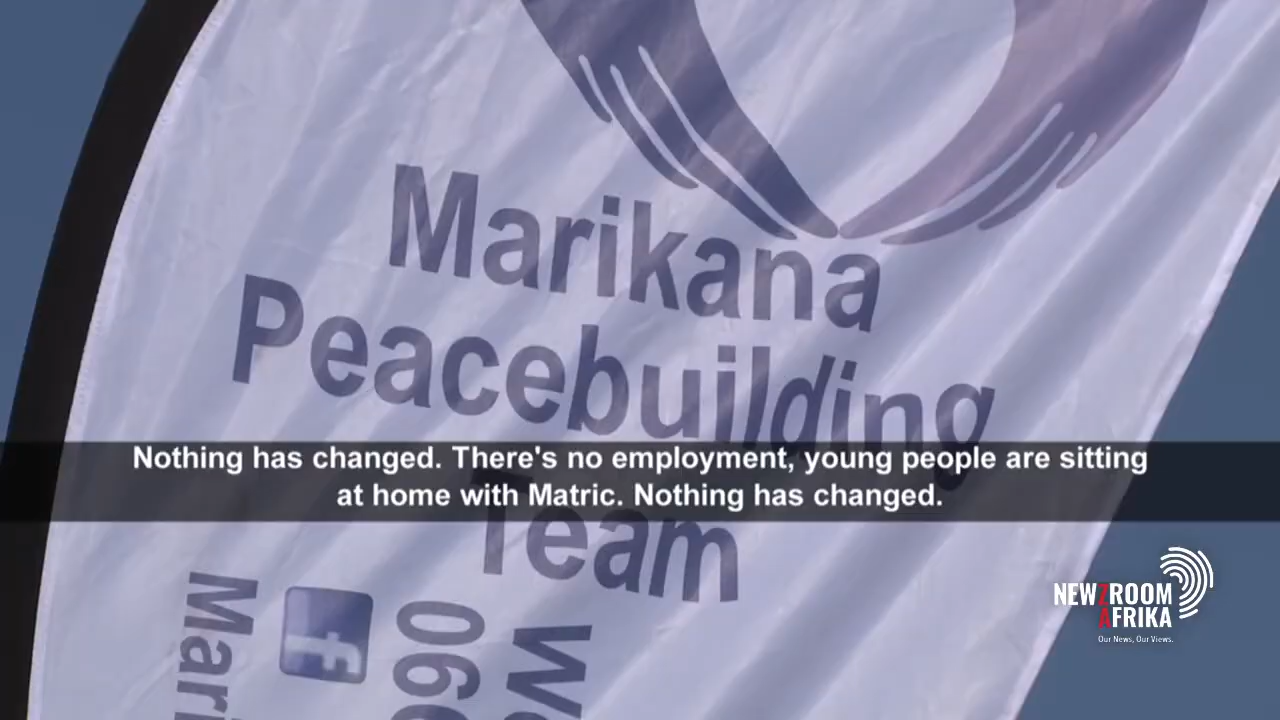 Marikana
Peacebuilding
Team
Nothing has changed. There's no employment, young people are sitting
at home with Matric. Nothing has changed.
NEWZROOM
AFRIKA
Our News, Our Views.